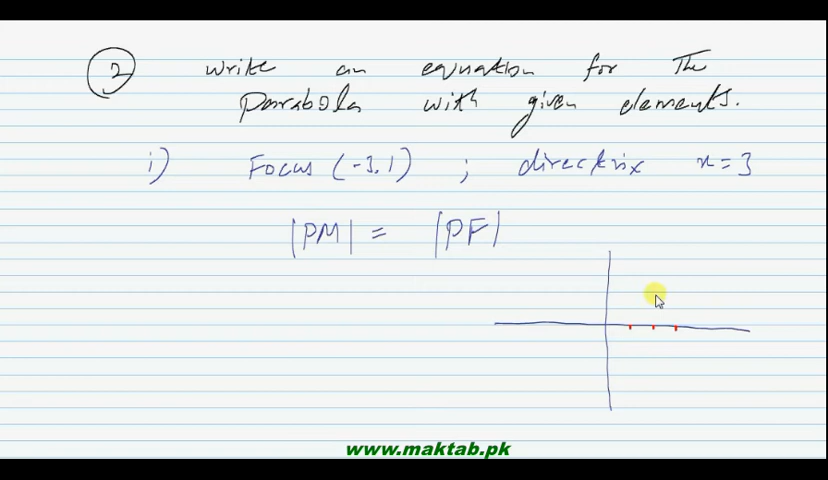 2 write an equation for the
parabola with given elements.
i) Focus (-3,1) ; directrix x=3
|PM| = |PF|
www.maktab.pk